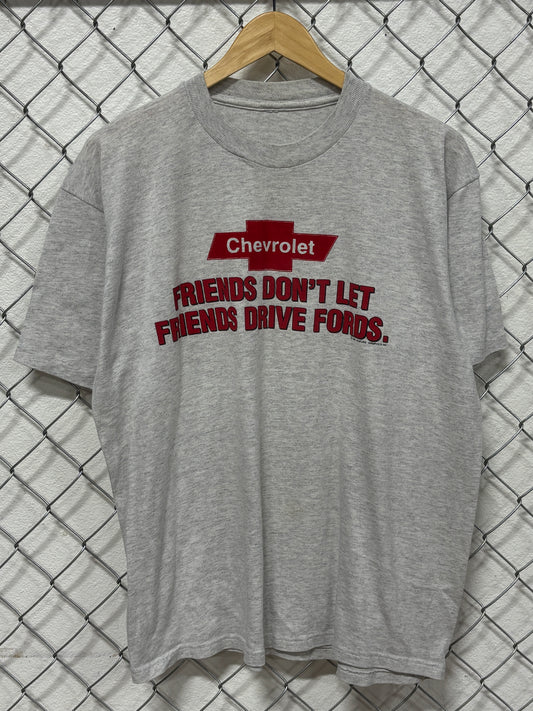 Chevrolet
FRIENDS DON'T LET
FRIENDS DRIVE FORDS.